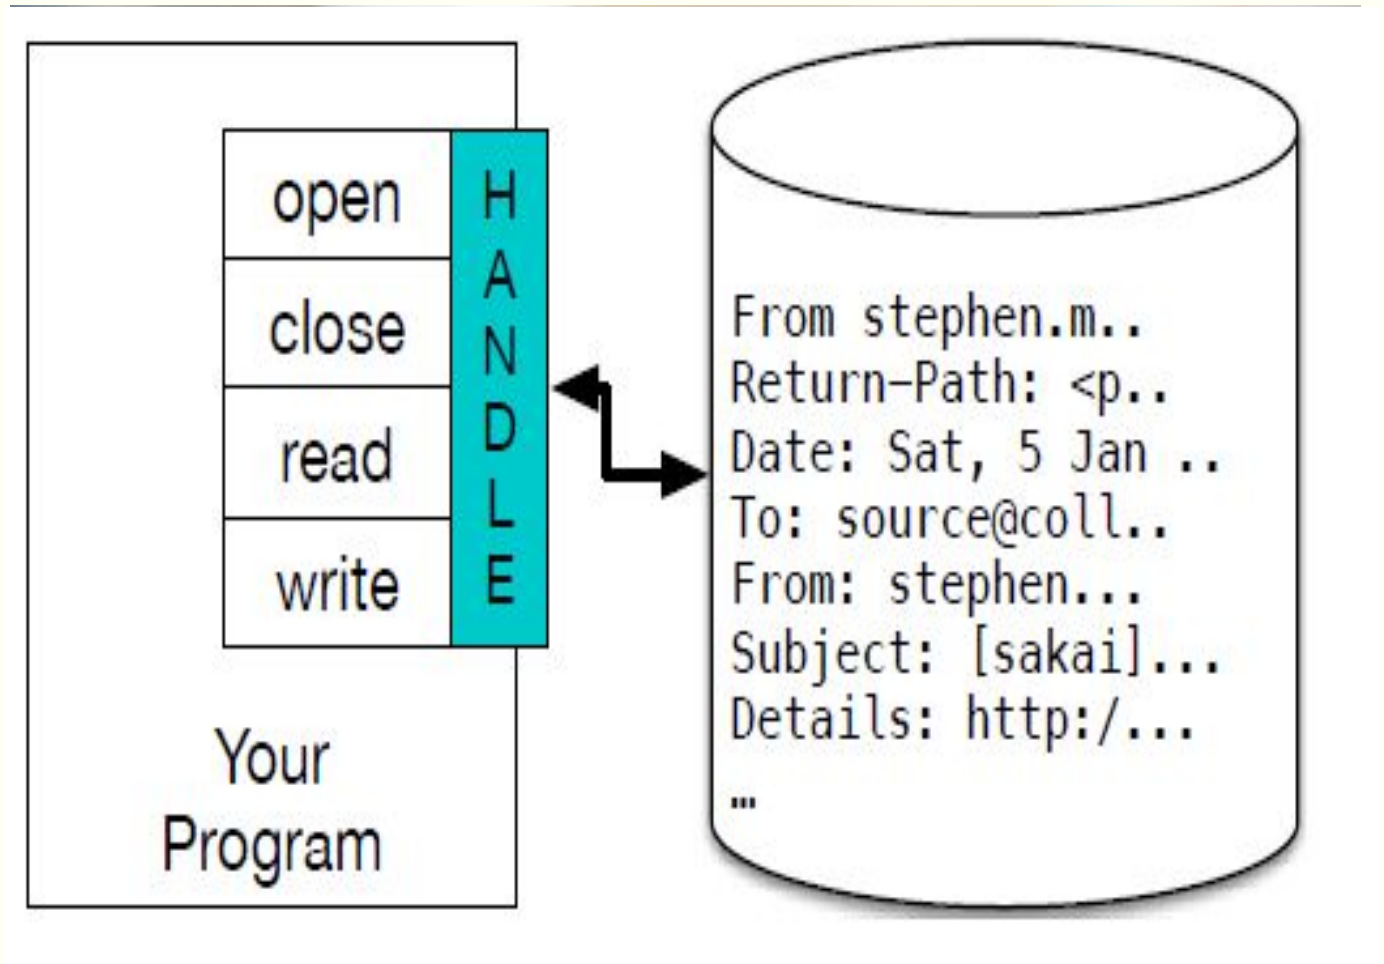 open
close
read
write
HANDLE
Your
Program
From stephen.m..
Return-Path: <p..
Date: Sat, 5 Jan ..
To: source@coll..
From: stephen...
Subject: [sakai]...
Details: http:/...
…